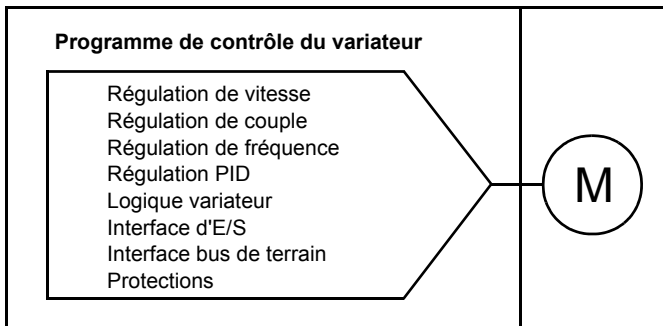 Programme de contrôle du variateur
Régulation de vitesse
Régulation de couple
Régulation de fréquence
Régulation PID
Logique variateur
Interface d'E/S
Interface bus de terrain
Protections
M